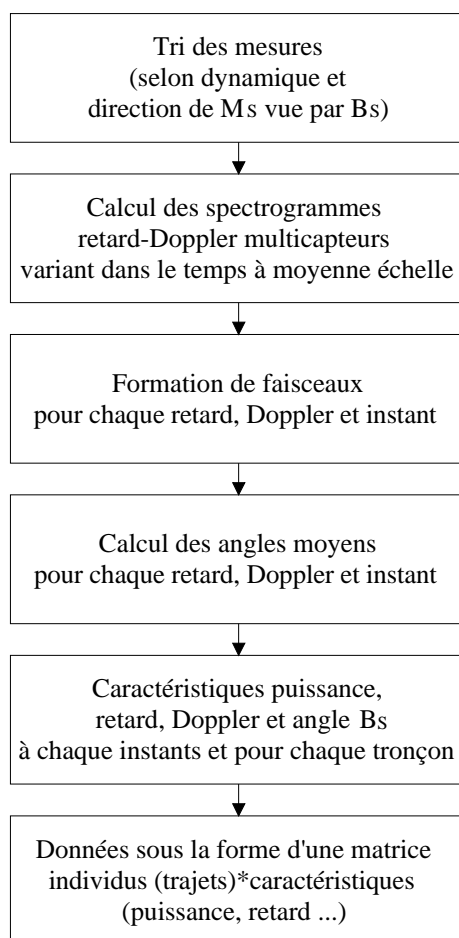 Tri des mesures
(selon dynamique et
direction de Ms vue par Bs)
Calcul des spectrogrammes
retard-Doppler multicapteurs
variant dans le temps à moyenne échelle
Formation de faisceaux
pour chaque retard, Doppler et instant
Calcul des angles moyens
pour chaque retard, Doppler et instant
Caractéristiques puissance,
retard, Doppler et angle Bs
à chaque instants et pour chaque tronçon
Données sous la forme d'une matrice
individus (trajets)*caractéristiques
(puissance, retard ...)